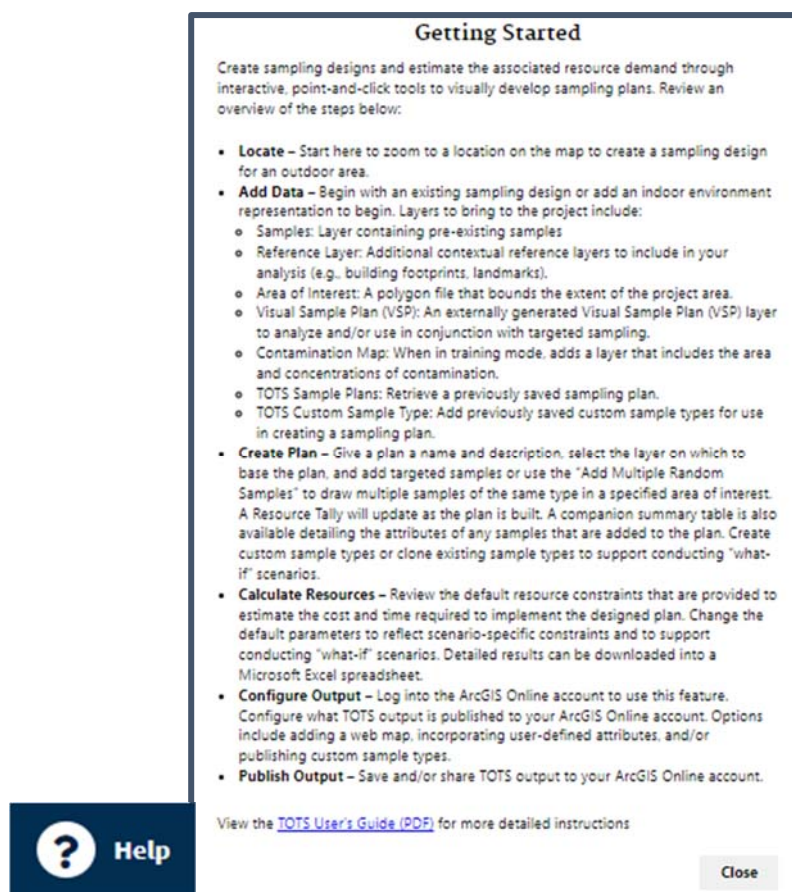 Getting Started
Create sampling designs and estimate the associated resource demand through
interactive, point-and-click tools to visually develop sampling plans. Review an
overview of the steps below:
• Locate – Start here to zoom to a location on the map to create a sampling design
for an outdoor area.
• Add Data – Begin with an existing sampling design or add an indoor environment
representation to begin. Layers to bring to the project include:
o Samples: Layer containing pre-existing samples
o Reference Layer: Additional contextual reference layers to include in your
analysis (e.g., building footprints, landmarks).
o Area of Interest: A polygon file that bounds the extent of the project area.
o Visual Sample Plan (VSP): An externally generated Visual Sample Plan (VSP) layer
to analyze and/or use in conjunction with targeted sampling.
o Contamination Map: When in training mode, adds a layer that includes the area
and concentrations of contamination.
o TOTS Sample Plans: Retrieve a previously saved sampling plan.
o TOTS Custom Sample Type: Add previously saved custom sample types for use
in creating a sampling plan.
• Create Plan – Give a plan a name and description, select the layer on which to
base the plan, and add targeted samples or use the "Add Multiple Random
Samples" to draw multiple samples of the same type in a specified area of interest.
A Resource Tally will update as the plan is built. A companion summary table is also
available detailing the attributes of any samples that are added to the plan. Create
custom sample types or clone existing sample types to support conducting "what-
if" scenarios.
• Calculate Resources – Review the default resource constraints that are provided to
estimate the cost and time required to implement the designed plan. Change the
default parameters to reflect scenario-specific constraints and to support
conducting "what-if" scenarios. Detailed results can be downloaded into a
Microsoft Excel spreadsheet.
• Configure Output – Log into the ArcGIS Online account to use this feature.
Configure what TOTS output is published to your ArcGIS Online account. Options
include adding a web map, incorporating user-defined attributes, and/or
publishing custom sample types.
• Publish Output – Save and/or share TOTS output to your ArcGIS Online account.
View the TOTS User's Guide (PDF) for more detailed instructions
? Help
Close